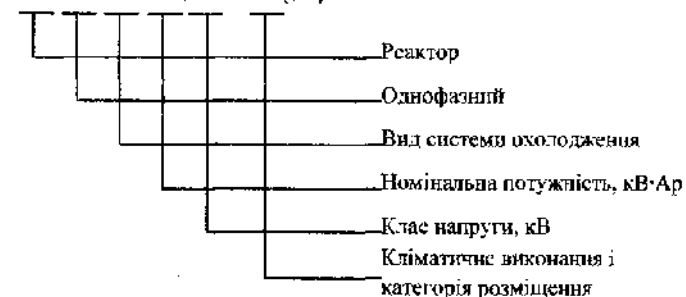 Реактор
Однофазний
Вид системи охолодження
Номінальна потужність, кВ·Ар
Клас напруги, кВ
Кліматичне виконання і
категорія розміщення